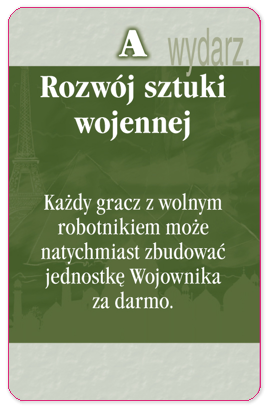 A
wydarz.
Rozwój sztuki
wojennej
Każdy gracz z wolnym
robotnikiem może
natychmiast zbudować
jednostkę Wojownika
za darmo.